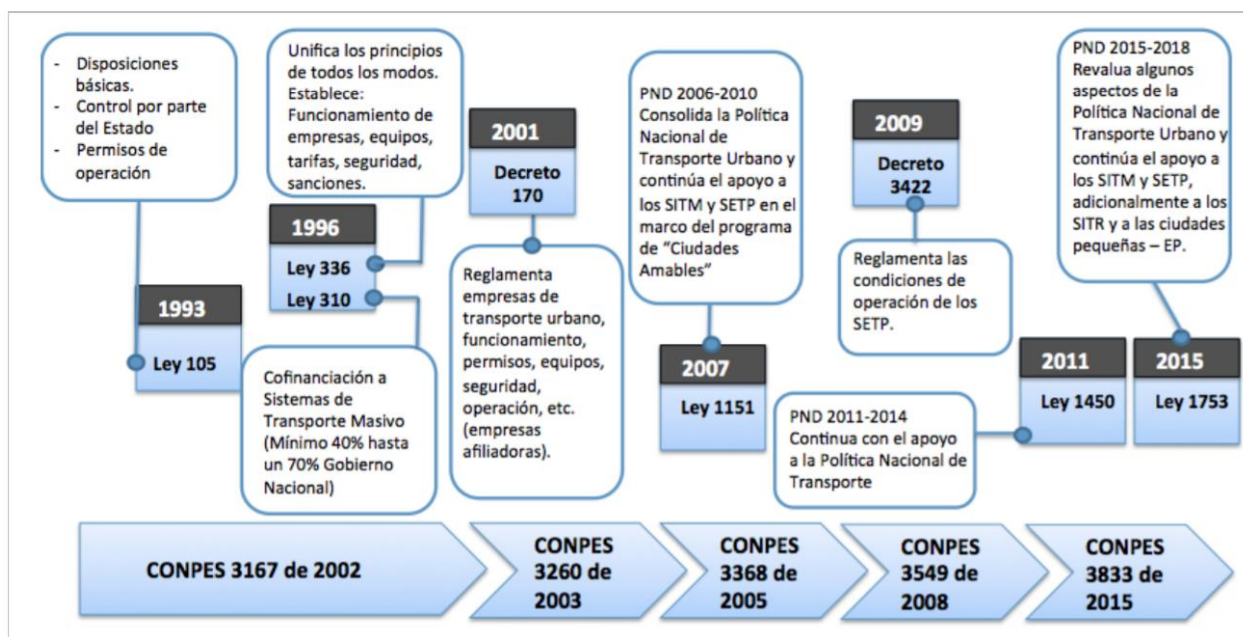 - Disposiciones
básicas.
- Control por parte
del Estado
- Permisos de
operación
1993
Ley 105
Unifica los principios
de todos los modos.
Establece:
Funcionamiento de
empresas, equipos,
tarifas, seguridad,
sanciones.
1996
Ley 336
Ley 310
Cofinanciación a
Sistemas de
Transporte Masivo
(Mínimo 40% hasta
un 70% Gobierno
Nacional)
2001
Decreto
170
Reglamenta
empresas de
transporte urbano,
funcionamiento,
permisos, equipos,
seguridad,
operación, etc.
(empresas
afiliadoras).
PND 2006-2010
Consolida la Política
Nacional de
Transporte Urbano y
continúa el apoyo a
los SITM y SETP en el
marco del programa
de “Ciudades
Amables”
2007
Ley 1151
2009
Decreto
3422
Reglamenta las
condiciones de
operación de los
SETP.
PND 2011-2014
Continua con el apoyo
a la Política Nacional de
Transporte
2011
Ley 1450
PND 2015-2018
Revalua algunos
aspectos de la
Política Nacional de
Transporte Urbano y
continúa el apoyo a
los SITM y SETP,
adicionalmente a los
SITR y a las ciudades
pequeñas – EP.
2015
Ley 1753
CONPES 3167 de 2002
CONPES
3260 de
2003
CONPES
3368 de
2005
CONPES
3549 de
2008
CONPES
3833 de
2015